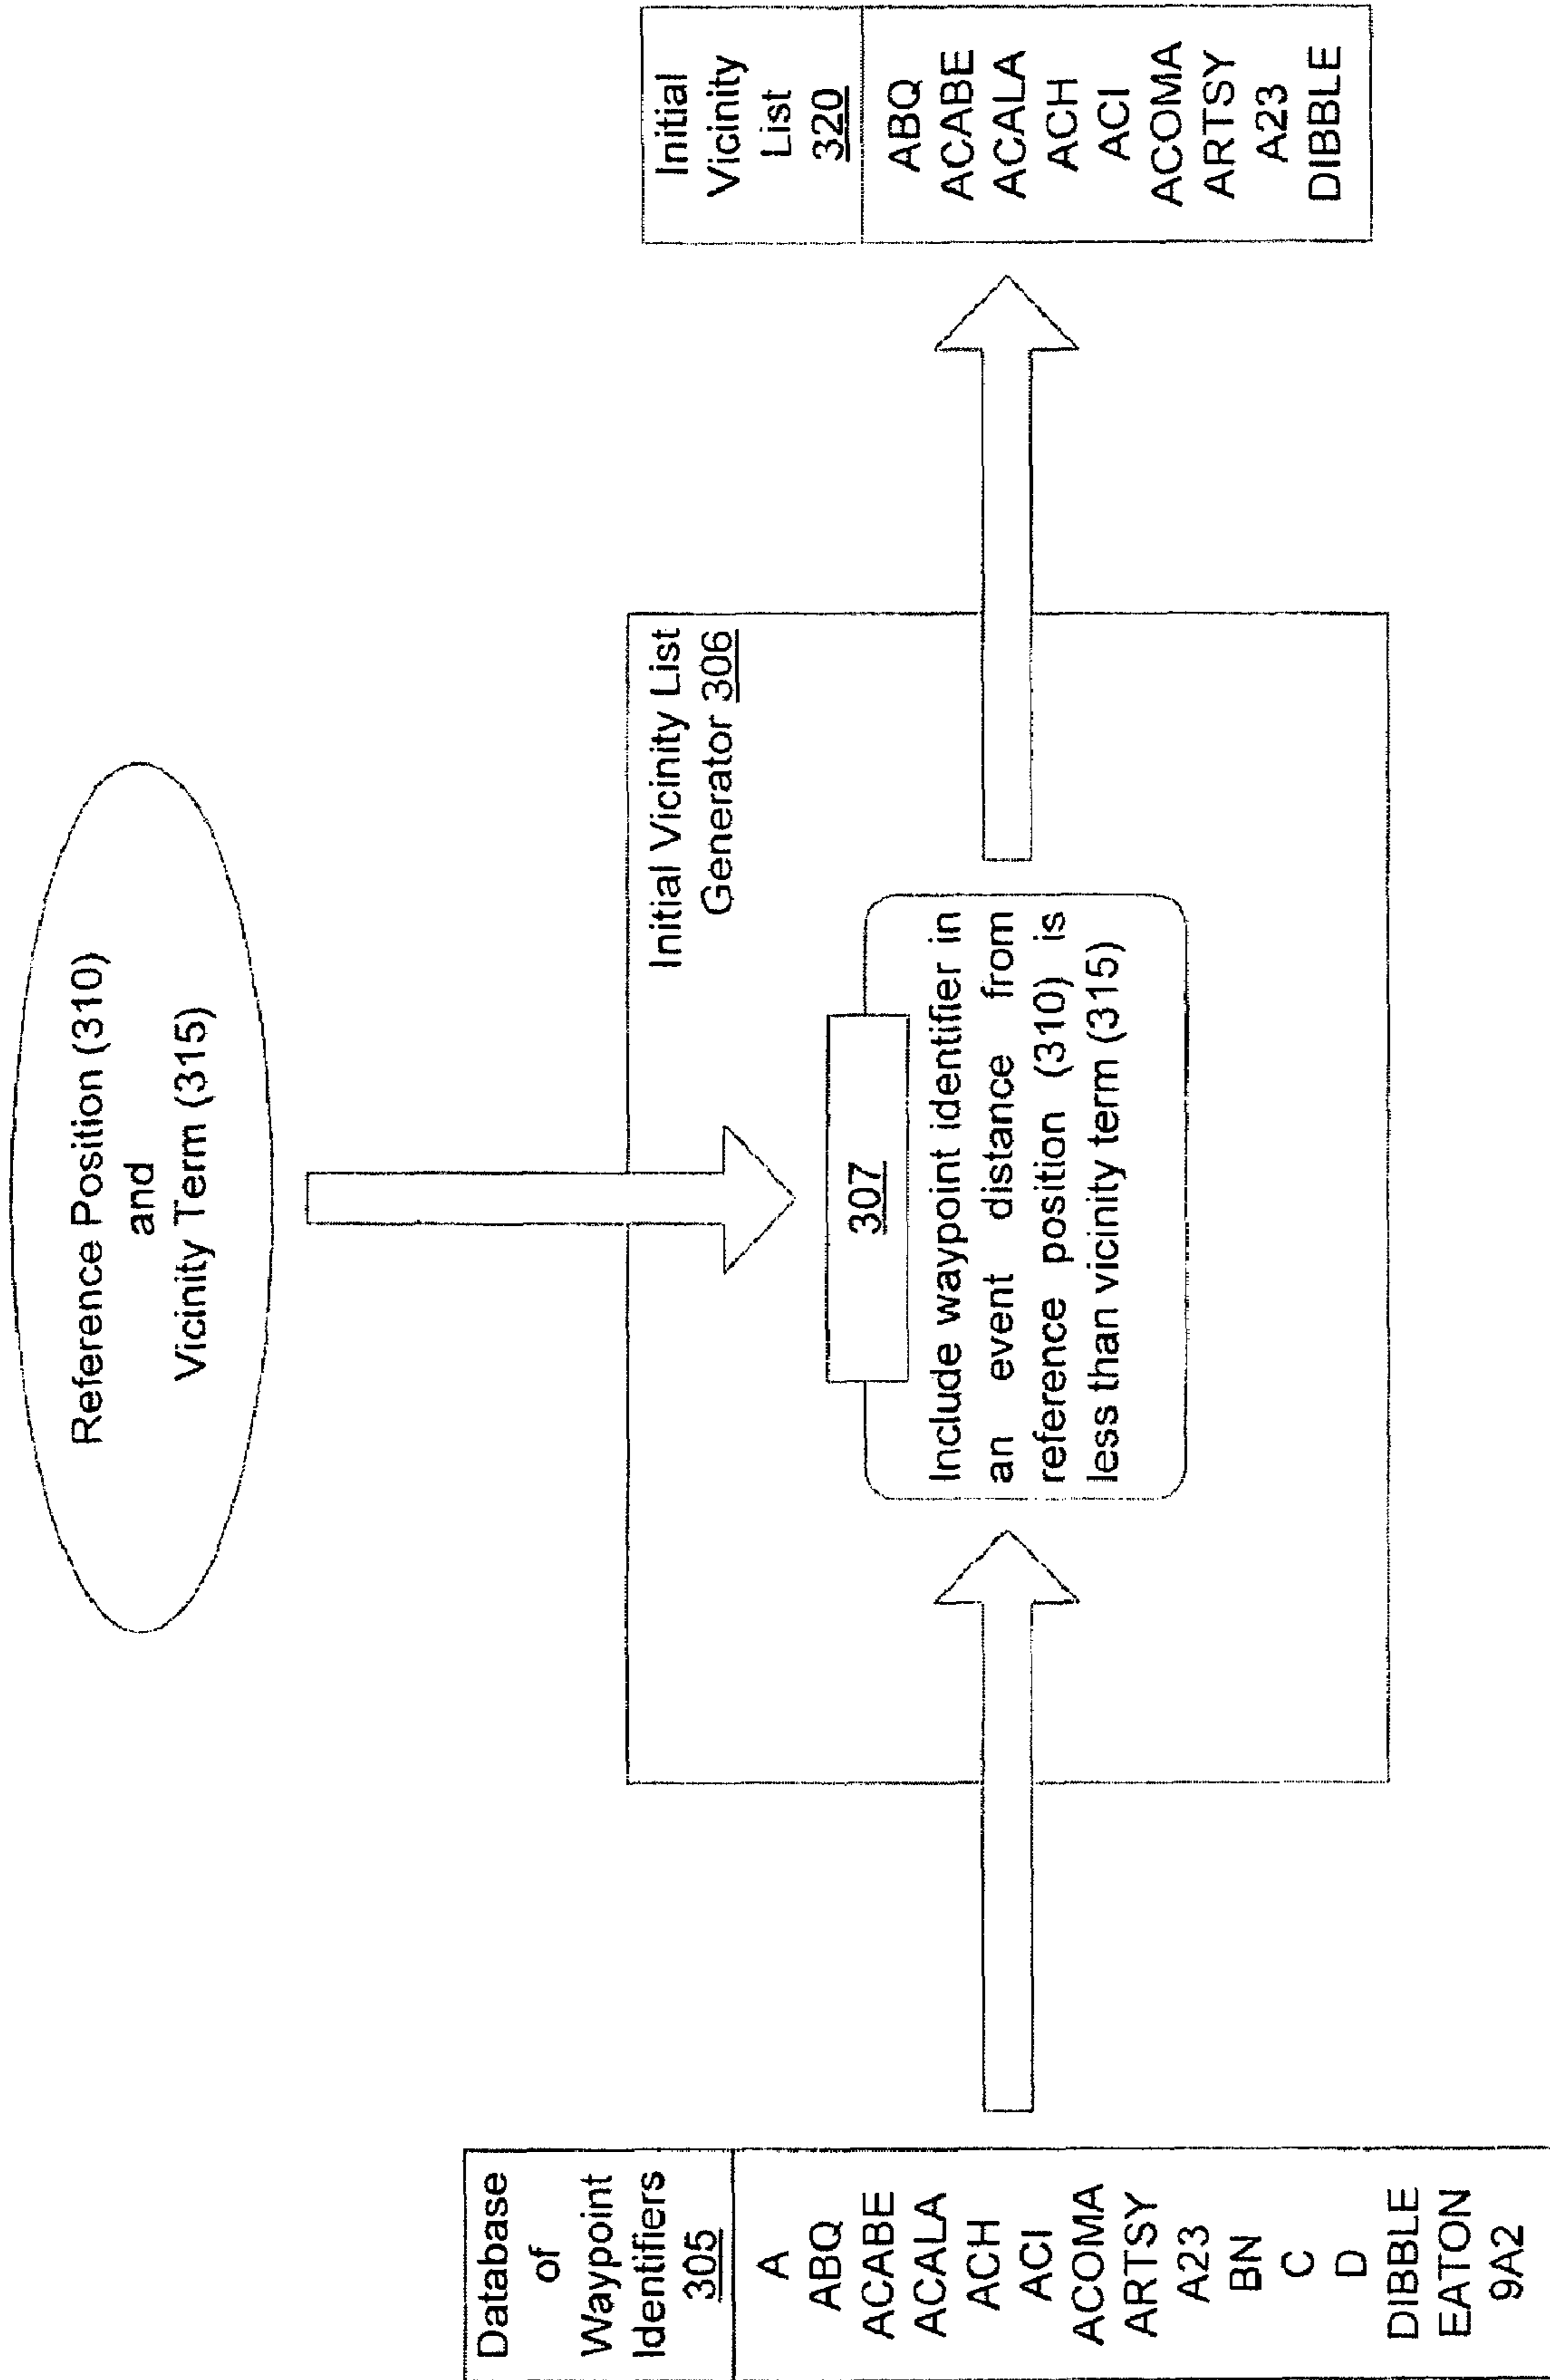 Reference Position (310)
and
Vicinity Term (315)
Database
of
Waypoint
Identifiers
305
A
ABQ
ACABE
ACALA
ACH
ACI
ACOMA
ARTSY
A23
BN
C
D
DIBBLE
EATON
9A2
Initial Vicinity List
Generator 306
307
Include waypoint identifier in
an event distance from
reference position (310) is
less than vicinity term (315)
Initial
Vicinity
List
320
ABQ
ACABE
ACALA
ACH
ACI
ACOMA
ARTSY
A23
DIBBLE